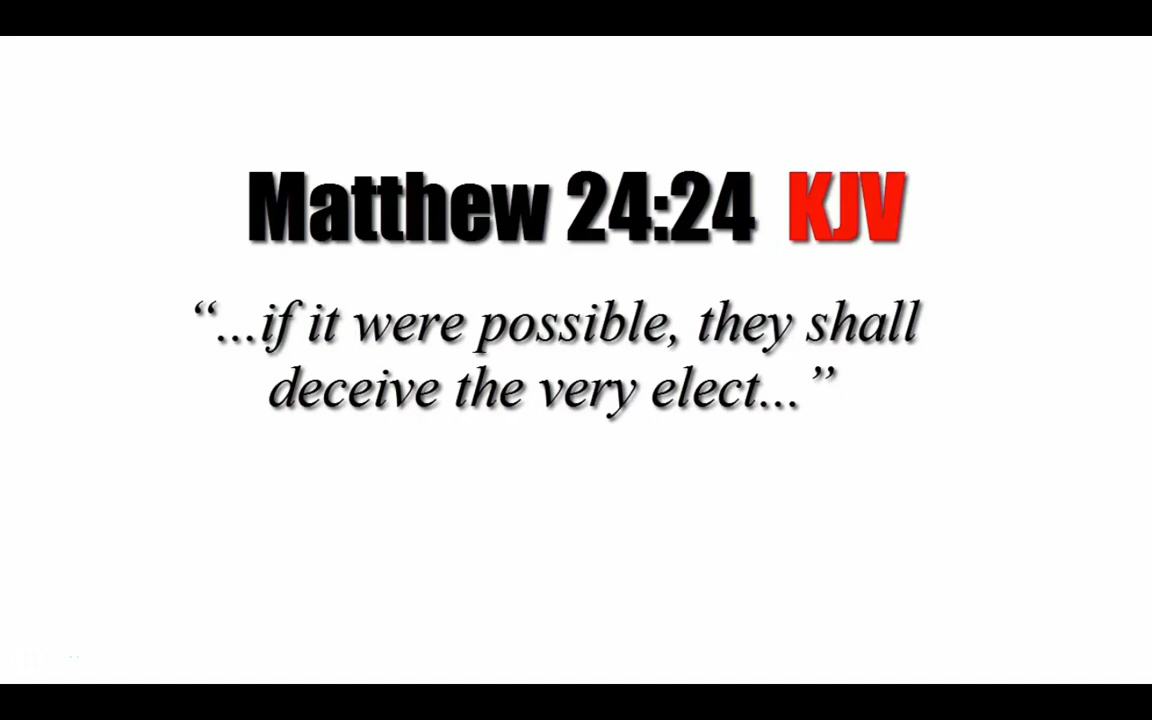 Matthew 24:24 KJV
“...if it were possible, they shall
deceive the very elect...”